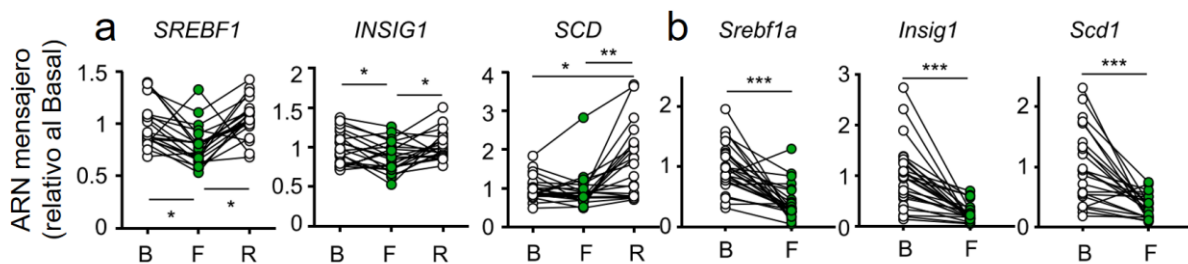 a
SREBF1
INSIG1
SCD
b
Srebf1a
Insig1
Scd1
ARN mensajero
(relativo al Basal)
1.5
1
0.5
0
*
*
B F R
2
1.5
1
0.5
0
*
*
B F R
4
3
2
1
0
*
**
B F R
2
1
0
***
B F
3
2
1
0
***
B F
2
1
0
***
B F